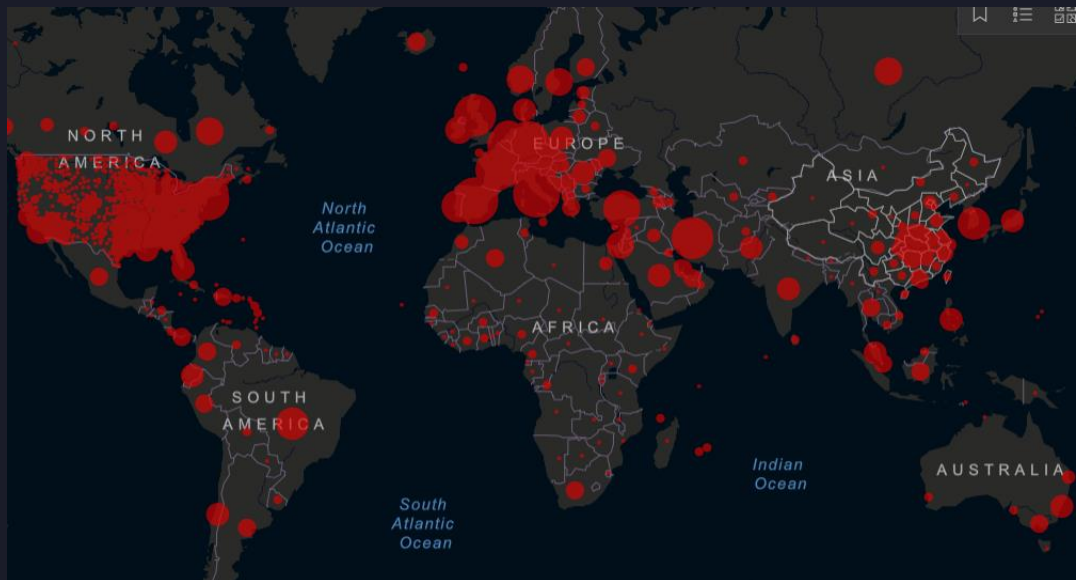 NORTH
AMERICA
EUROPE
ASIA
North
Atlantic
Ocean
AFRICA
SOUTH
AMERICA
Indian
Ocean
AUSTRALIA
South
Atlantic
Ocean